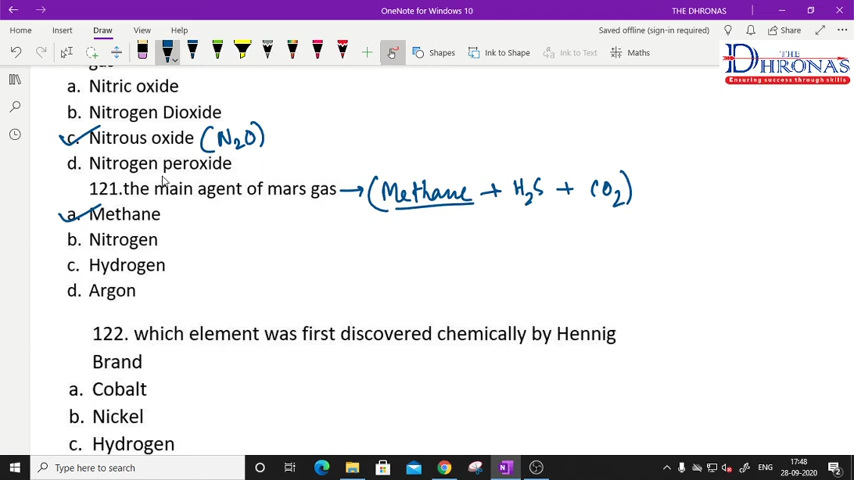 OneNote for Windows 10
THE DHRONAS
Home Insert Draw History Review View Help
Saved offline (sign-in required)
Share
Shapes
Ink to Shape
Ink to Text
Maths
THE
DHRONAS
Ensuring success through skills
gas
a. Nitric oxide
b. Nitrogen Dioxide
c. Nitrous oxide (N2O)
d. Nitrogen peroxide
121.the main agent of mars gas → (Methane + H2S + CO2)
a. Methane
b. Nitrogen
c. Hydrogen
d. Argon
122. which element was first discovered chemically by Hennig
Brand
a. Cobalt
b. Nickel
c. Hydrogen
Type here to search
ENG
17:48
28-09-2020
2